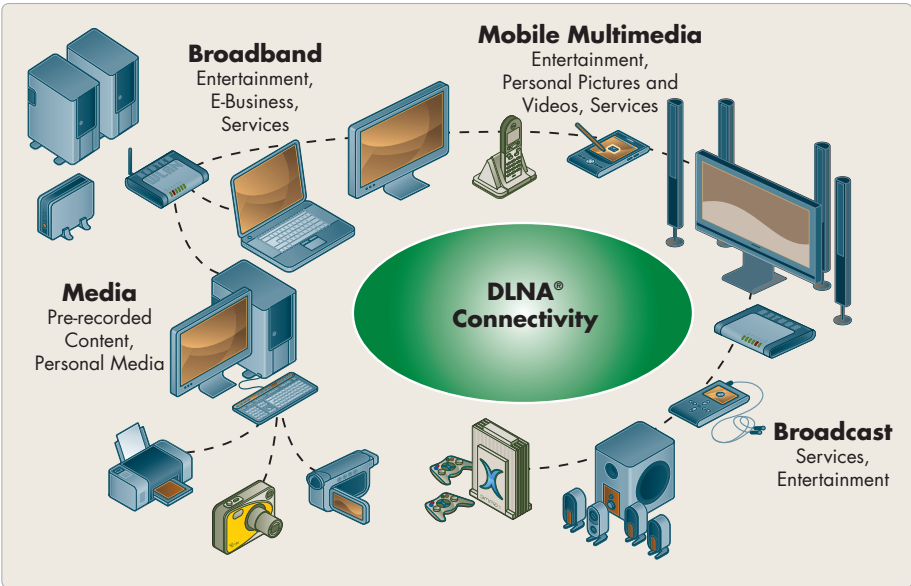 Broadband
Entertainment,
E-Business,
Services
Mobile Multimedia
Entertainment,
Personal Pictures and
Videos, Services
DLNA®
Connectivity
Media
Pre-recorded
Content,
Personal Media
Broadcast
Services,
Entertainment